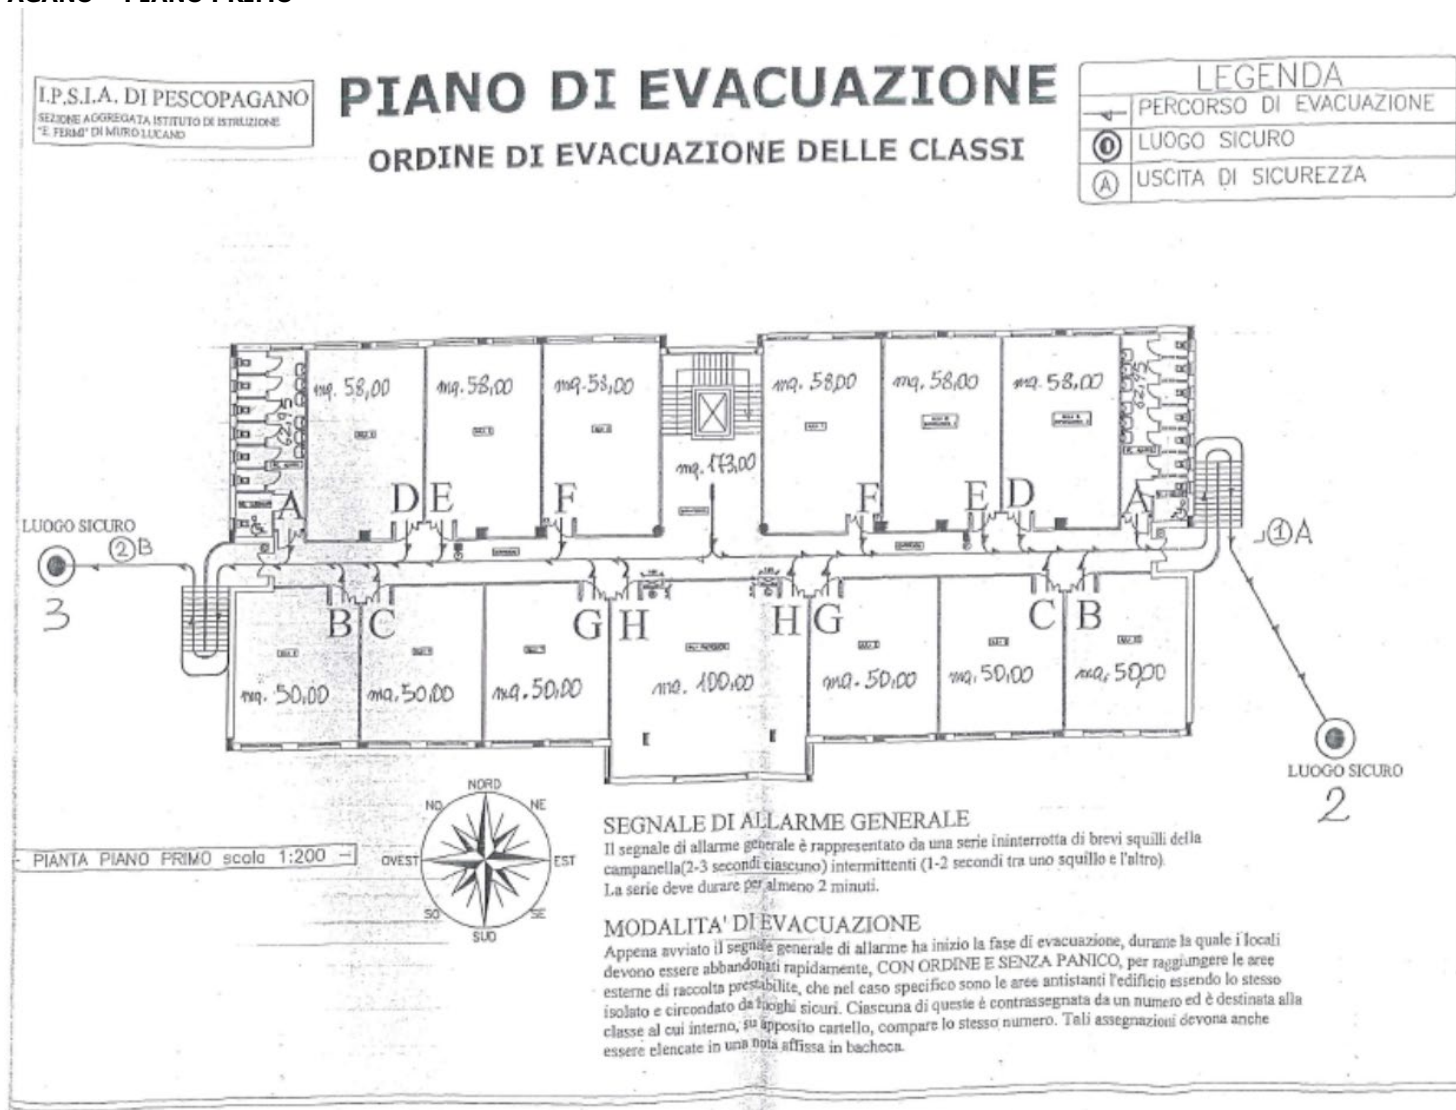 PAGANO – PIANO PRIMO
I.P.S.I.A. DI PESCOPAGANO
SEZIONE AGGREGATA ISTITUTO DI ISTRUZIONE
"E. FERMI" DI MURO LUCANO
PIANO DI EVACUAZIONE
ORDINE DI EVACUAZIONE DELLE CLASSI
LEGENDA
PERCORSO DI EVACUAZIONE
LUOGO SICURO
A USCITA DI SICUREZZA
mq. 58,00 mq. 58,00 mq. 58,00 mq. 58,00 mq. 58,00 mq. 58,00
mq. 173,00
A D E F F E D A
LUOGO SICURO
2 B
3
1 A
B C G H H G C B
mq. 50,00 mq. 50,00 mq. 50,00 mq. 100,00 mq. 50,00 mq. 50,00 mq. 50,00
LUOGO SICURO
2
NORD
NO NE
OVEST EST
SO SE
SUD
PIANTA PIANO PRIMO scala 1:200
SEGNALE DI ALLARME GENERALE
Il segnale di allarme generale è rappresentato da una serie ininterrotta di brevi squilli della
campanella(2-3 secondi ciascuno) intermittenti (1-2 secondi tra uno squillo e l'altro).
La serie deve durare per almeno 2 minuti.
MODALITA' DI EVACUAZIONE
Appena avviato il segnale generale di allarme ha inizio la fase di evacuazione, durante la quale i locali
devono essere abbandonati rapidamente, CON ORDINE E SENZA PANICO, per raggiungere le aree
esterne di raccolta prestabilite, che nel caso specifico sono le aree antistanti l'edificio essendo lo stesso
isolato e circondato da luoghi sicuri. Ciascuna di queste è contrassegnata da un numero ed è destinata alla
classe al cui interno, su apposito cartello, compare lo stesso numero. Tali assegnazioni devona anche
essere elencate in una nota affissa in bacheca.